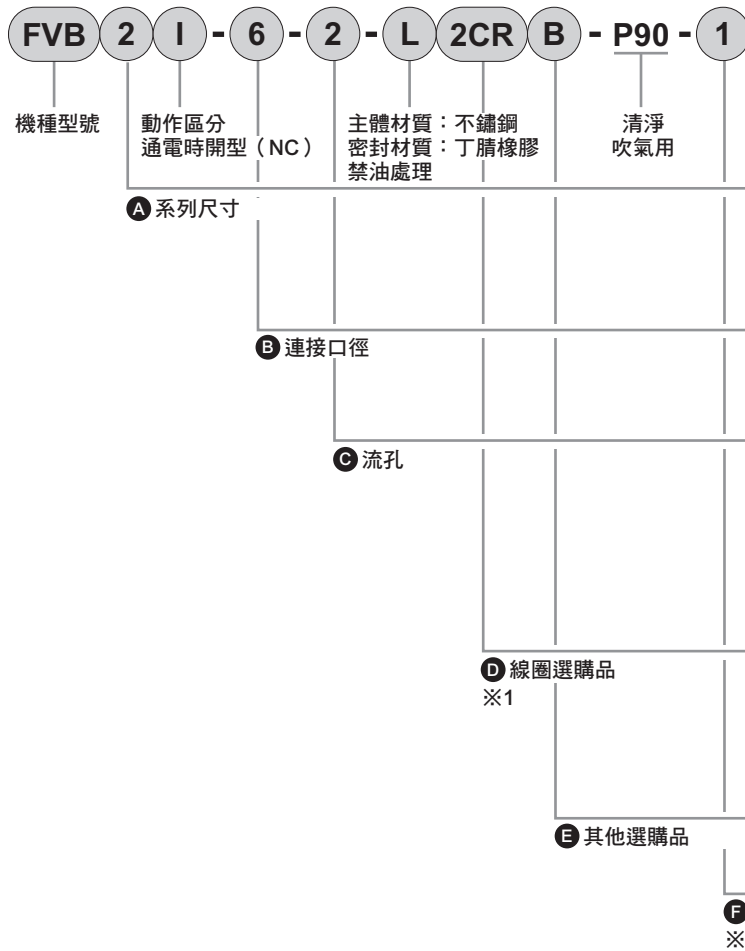 FVB 2 I - 6 - 2 - L 2CR B - P90 - 1
機種型號
動作區分
通電時開型（NC）
主體材質：不鏽鋼
密封材質：丁腈橡膠
禁油處理
清淨
吹氣用
A 系列尺寸
B 連接口徑
C 流孔
D 線圈選購品
※1
E 其他選購品
F
※